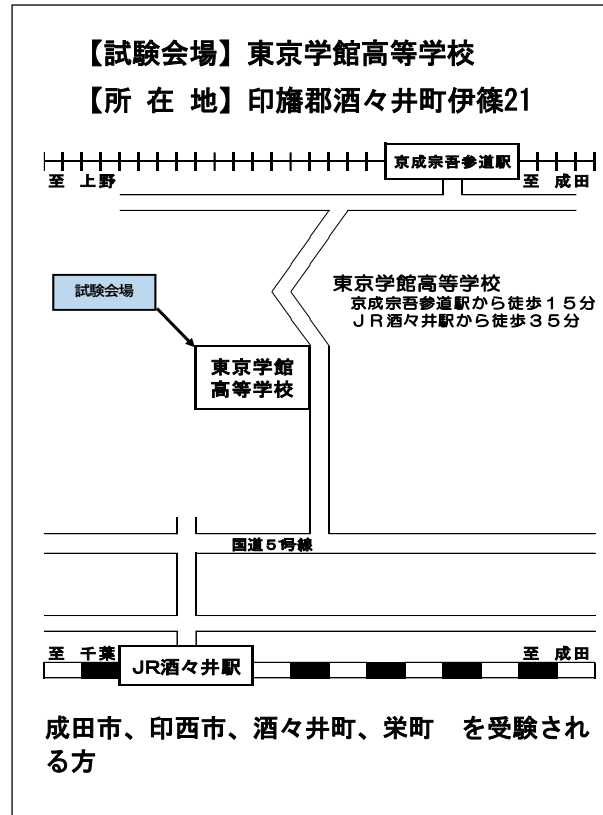 【試験会場】東京学館高等学校
【所 在 地】印旛郡酒々井町伊篠21
京成宗吾参道駅
至 上野
至 成田
試験会場
東京学館高等学校
京成宗吾参道駅から徒歩１５分
ＪＲ酒々井駅から徒歩３５分
東京学館
高等学校
国道５１号線
至 千葉
至 成田
JR酒々井駅
成田市、印西市、酒々井町、栄町　を受験され
る方